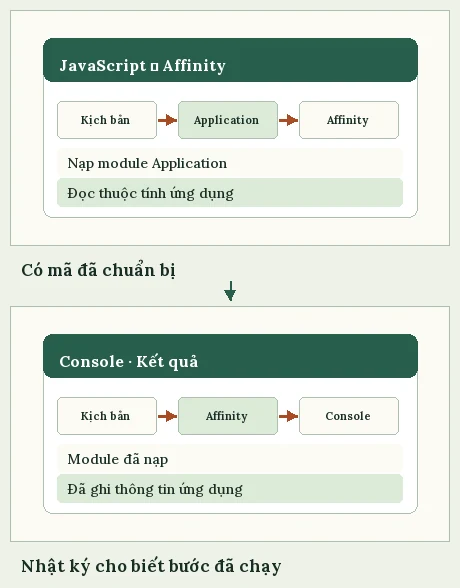 JavaScript ▯ Affinity
Kịch bản
Application
Affinity
Nạp module Application
Đọc thuộc tính ứng dụng
Có mã đã chuẩn bị
Console · Kết quả
Kịch bản
Affinity
Console
Module đã nạp
Đã ghi thông tin ứng dụng
Nhật ký cho biết bước đã chạy